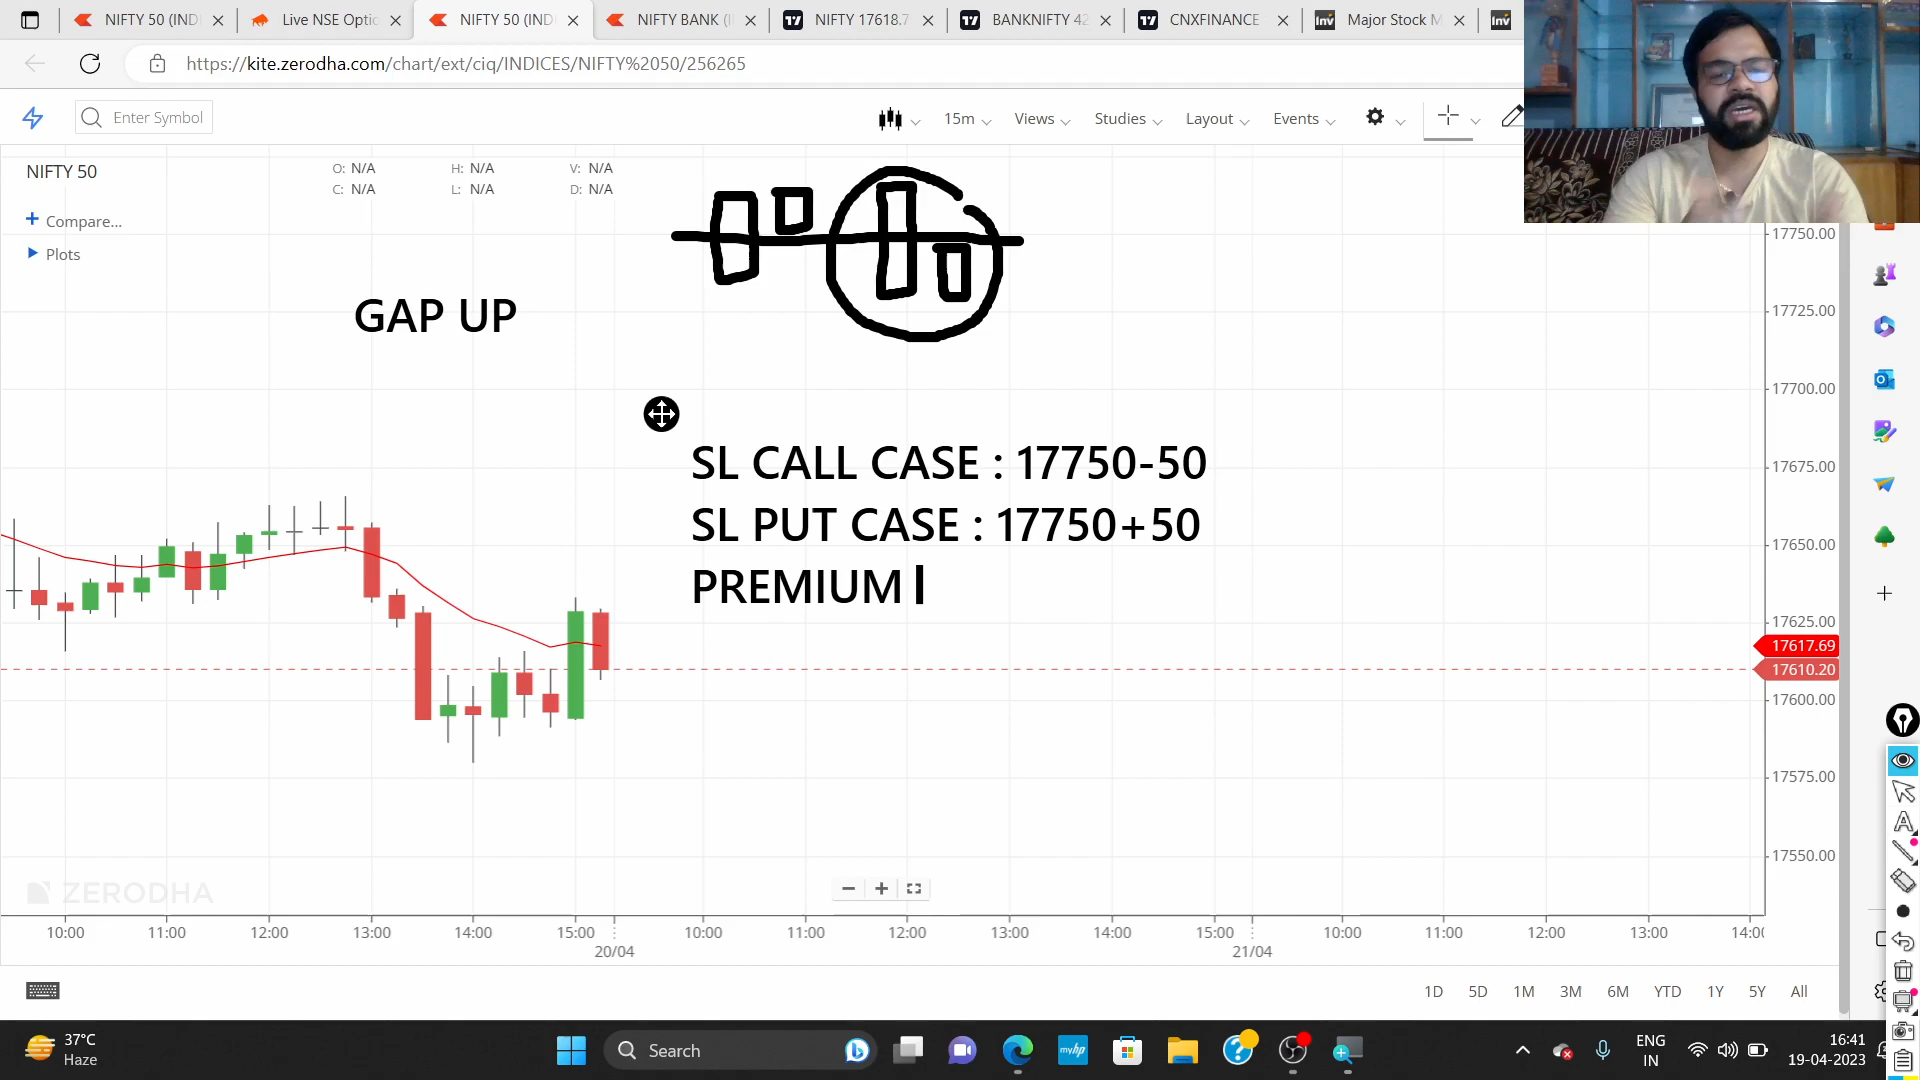 NIFTY 50 (INDI
Live NSE Optio
NIFTY 50 (INDI
NIFTY BANK (I
NIFTY 17618.7
BANKNIFTY 42
CNXFINANCE
Major Stock M
https://kite.zerodha.com/chart/ext/ciq/INDICES/NIFTY%2050/256265
Enter Symbol
15m
Views
Studies
Layout
Events
NIFTY 50
O: N/A
H: N/A
V: N/A
C: N/A
L: N/A
D: N/A
Compare...
Plots
GAP UP
SL CALL CASE : 17750-50
SL PUT CASE : 17750+50
PREMIUM
17750.00
17725.00
17700.00
17675.00
17650.00
17625.00
17617.69
17610.20
17600.00
17575.00
17550.00
ZERODHA
10:00 11:00 12:00 13:00 14:00 15:00 10:00 11:00 12:00 13:00 14:00 15:00 10:00 11:00 12:00 13:00 14:00
20/04 21/04
1D 5D 1M 3M 6M YTD 1Y 5Y All
37°C
Haze
Search
myhp
ENG
IN
16:41
19-04-2023